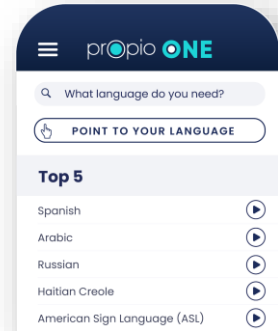 propio ONE
What language do you need?
POINT TO YOUR LANGUAGE
Top 5
Spanish
Arabic
Russian
Haitian Creole
American Sign Language (ASL)